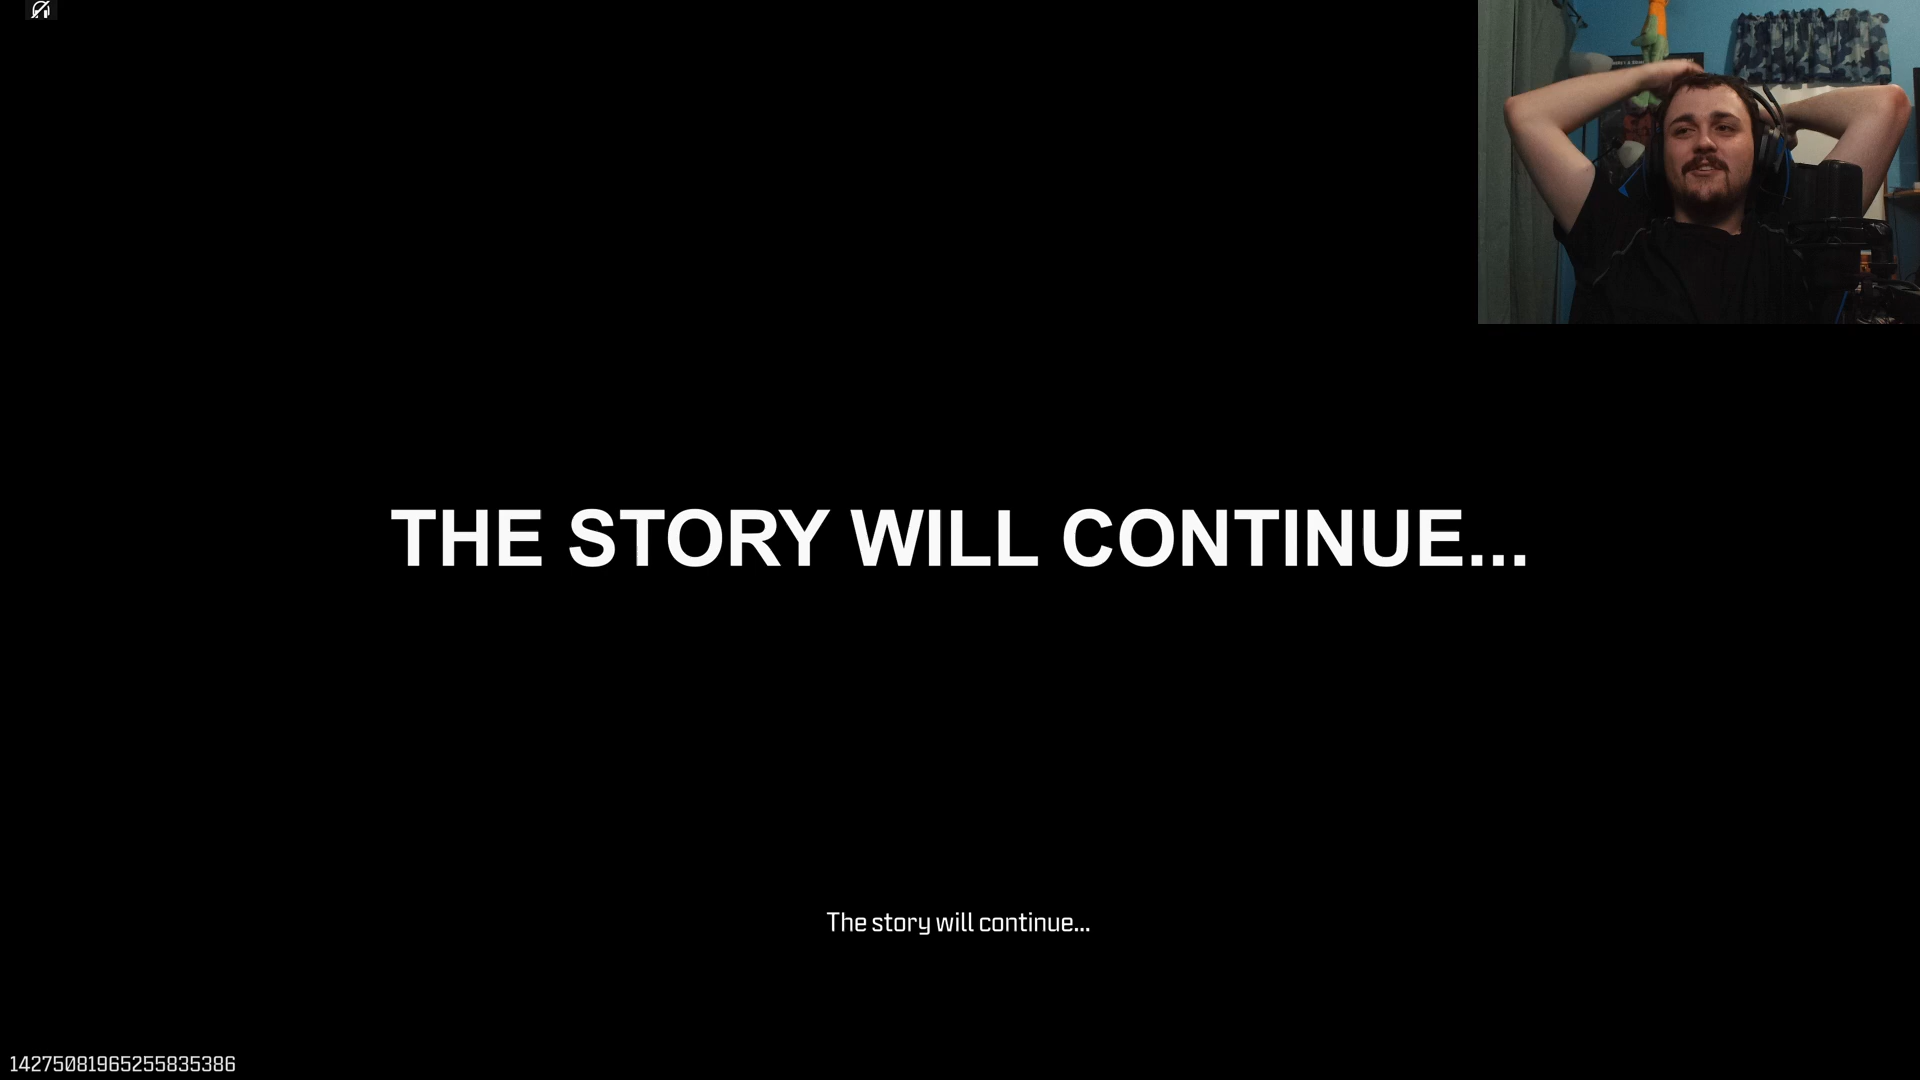 THE STORY WILL CONTINUE...
The story will continue...
14275081965255835386